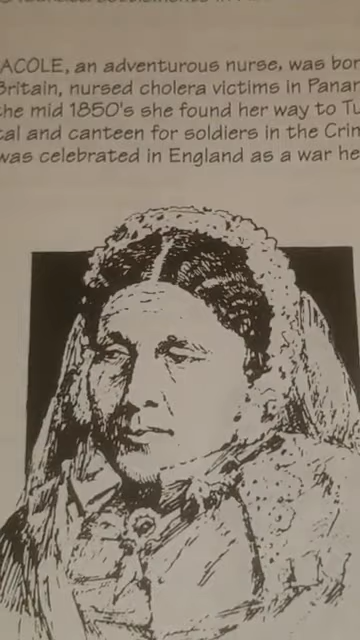 ACOLE, an adventurous nurse, was bor
Britain, nursed cholera victims in Panar
the mid 1850's she found her way to Tu
tal and canteen for soldiers in the Crin
was celebrated in England as a war he